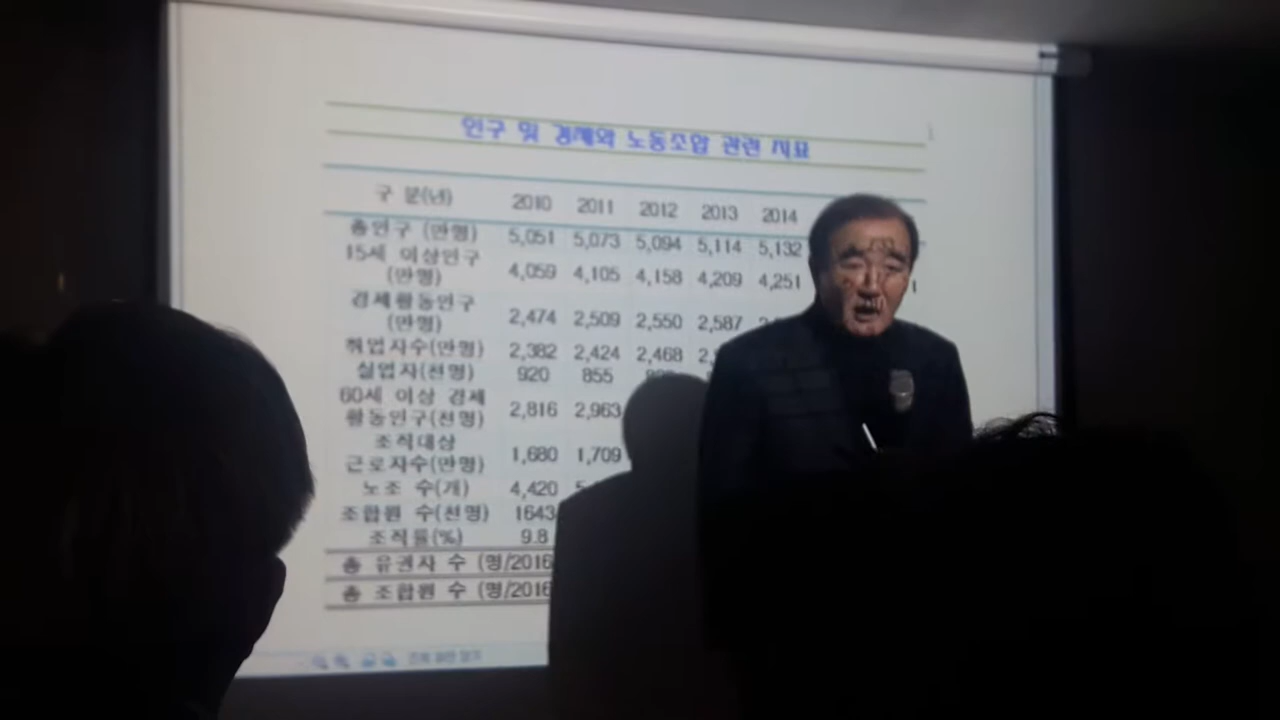 인구 및 경제와 노동조합 관련 지표
구 분(년) 2010 2011 2012 2013 2014
총인구 (만명) 5,051 5,073 5,094 5,114 5,132
15세 이상인구
(만명) 4,059 4,105 4,158 4,209 4,251
경제활동인구
(만명) 2,474 2,509 2,550 2,587
취업자수(만명) 2,382 2,424 2,468
실업자(천명) 920 855
60세 이상 경제
활동인구(천명) 2,816 2,963
조직대상
근로자수(만명) 1,680 1,709
노조 수(개) 4,420
조합원 수(천명) 1643
조직률(%) 9.8
총 유권자 수 (명/2016
총 조합원 수 (명/2016